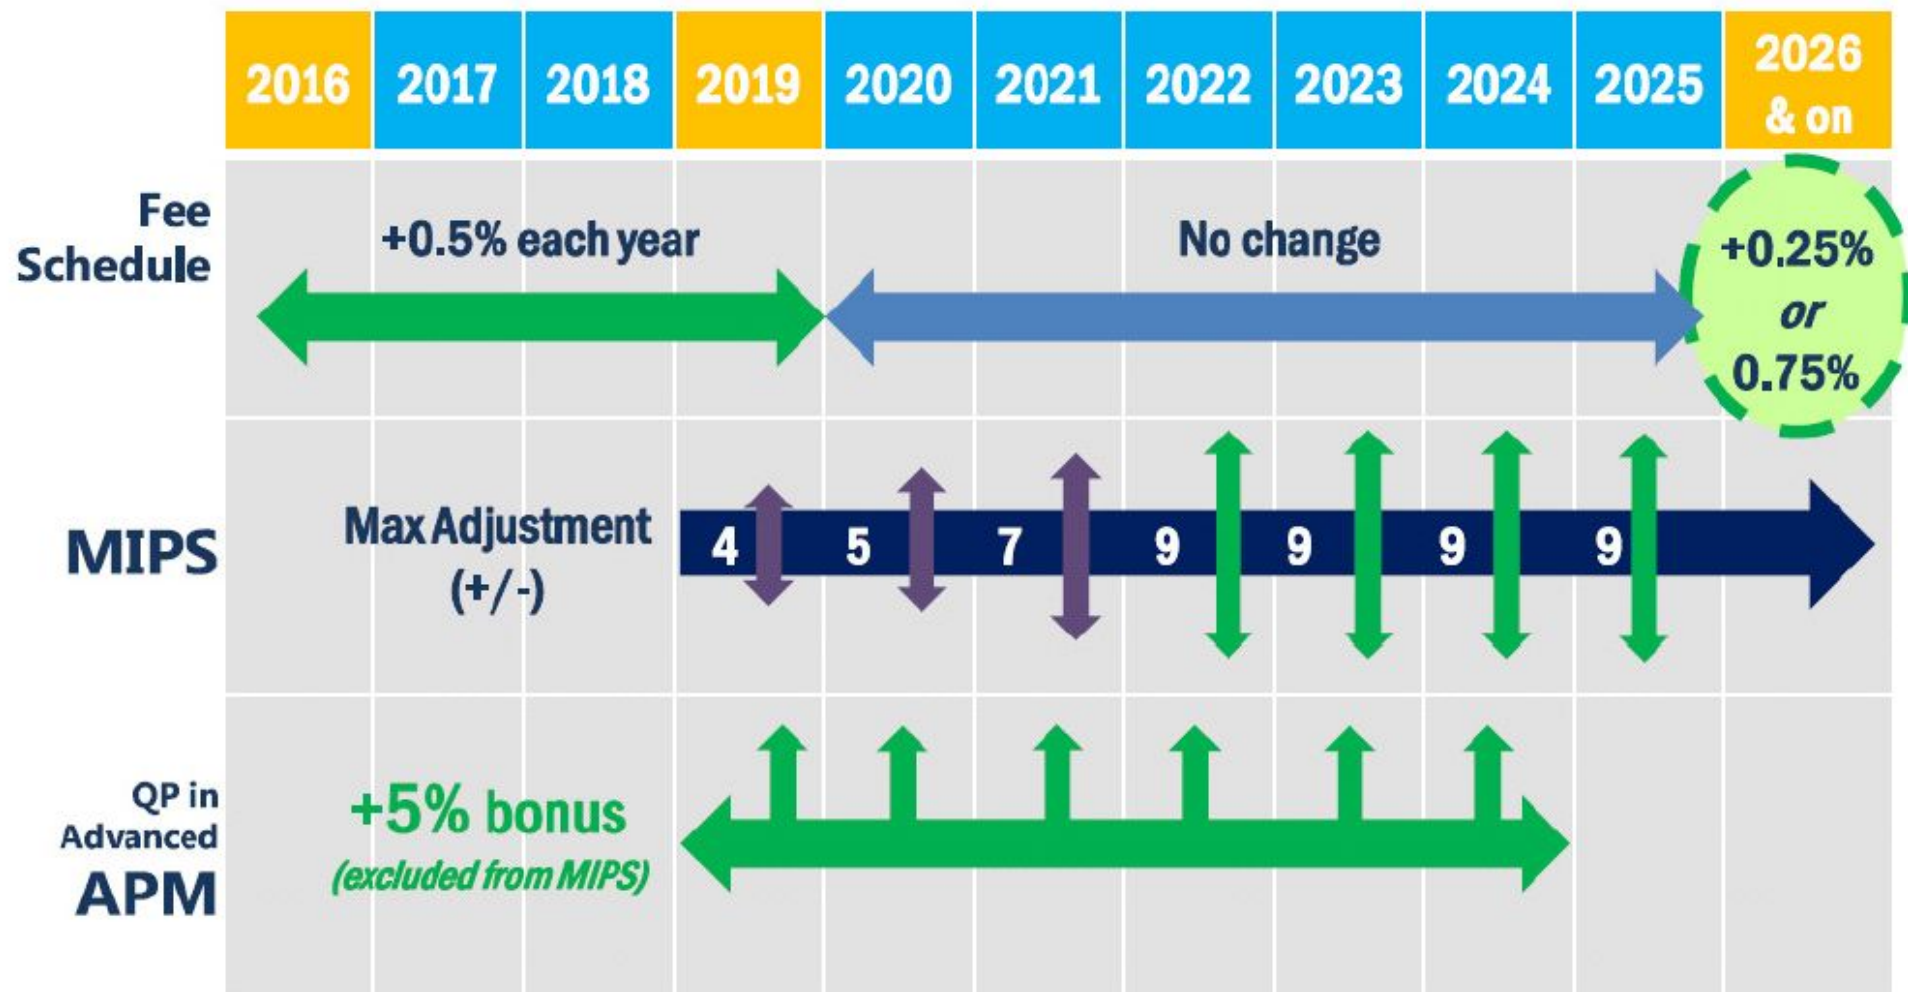 2016 2017 2018 2019 2020 2021 2022 2023 2024 2025 2026
& on
Fee
Schedule
+0.5% each year
No change
+0.25%
or
0.75%
MIPS
Max Adjustment
(+/-)
4 5 7 9 9 9 9
QP in
Advanced
APM
+5% bonus
(excluded from MIPS)